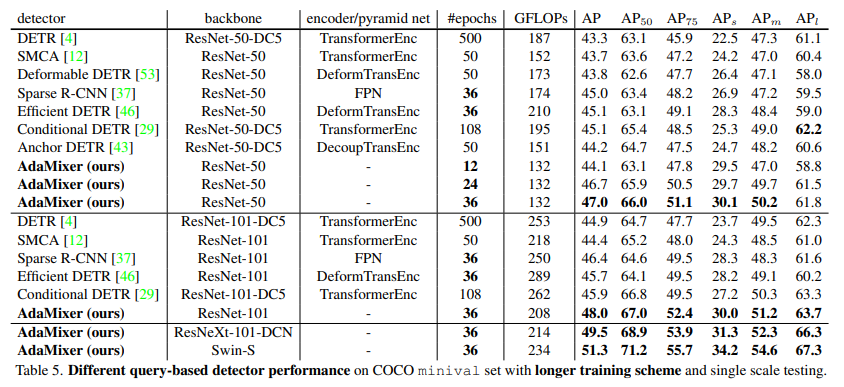 detector backbone encoder/pyramid net #epochs GFLOPs AP AP50 AP75 APs APm APl
DETR [4] ResNet-50-DC5 TransformerEnc 500 187 43.3 63.1 45.9 22.5 47.3 61.1
SMCA [12] ResNet-50 TransformerEnc 50 152 43.7 63.6 47.2 24.2 47.0 60.4
Deformable DETR [53] ResNet-50 DeformTransEnc 50 173 43.8 62.6 47.7 26.4 47.1 58.0
Sparse R-CNN [37] ResNet-50 FPN 36 174 45.0 63.4 48.2 26.9 47.2 59.5
Efficient DETR [46] ResNet-50 DeformTransEnc 36 210 45.1 63.1 49.1 28.3 48.4 59.0
Conditional DETR [29] ResNet-50-DC5 TransformerEnc 108 195 45.1 65.4 48.5 25.3 49.0 62.2
Anchor DETR [43] ResNet-50-DC5 DecoupTransEnc 50 151 44.2 64.7 47.5 24.7 48.2 60.6
AdaMixer (ours) ResNet-50 - 12 132 44.1 63.1 47.8 29.5 47.0 58.8
AdaMixer (ours) ResNet-50 - 24 132 46.7 65.9 50.5 29.7 49.7 61.5
AdaMixer (ours) ResNet-50 - 36 132 47.0 66.0 51.1 30.1 50.2 61.8
DETR [4] ResNet-101-DC5 TransformerEnc 500 253 44.9 64.7 47.7 23.7 49.5 62.3
SMCA [12] ResNet-101 TransformerEnc 50 218 44.4 65.2 48.0 24.3 48.5 61.0
Sparse R-CNN [37] ResNet-101 FPN 36 250 46.4 64.6 49.5 28.3 48.3 61.6
Efficient DETR [46] ResNet-101 DeformTransEnc 36 289 45.7 64.1 49.5 28.2 49.1 60.2
Conditional DETR [29] ResNet-101-DC5 TransformerEnc 108 262 45.9 66.8 49.5 27.2 50.3 63.3
AdaMixer (ours) ResNet-101 - 36 208 48.0 67.0 52.4 30.0 51.2 63.7
AdaMixer (ours) ResNeXt-101-DCN - 36 214 49.5 68.9 53.9 31.3 52.3 66.3
AdaMixer (ours) Swin-S - 36 234 51.3 71.2 55.7 34.2 54.6 67.3
Table 5. Different query-based detector performance on COCO minival set with longer training scheme and single scale testing.